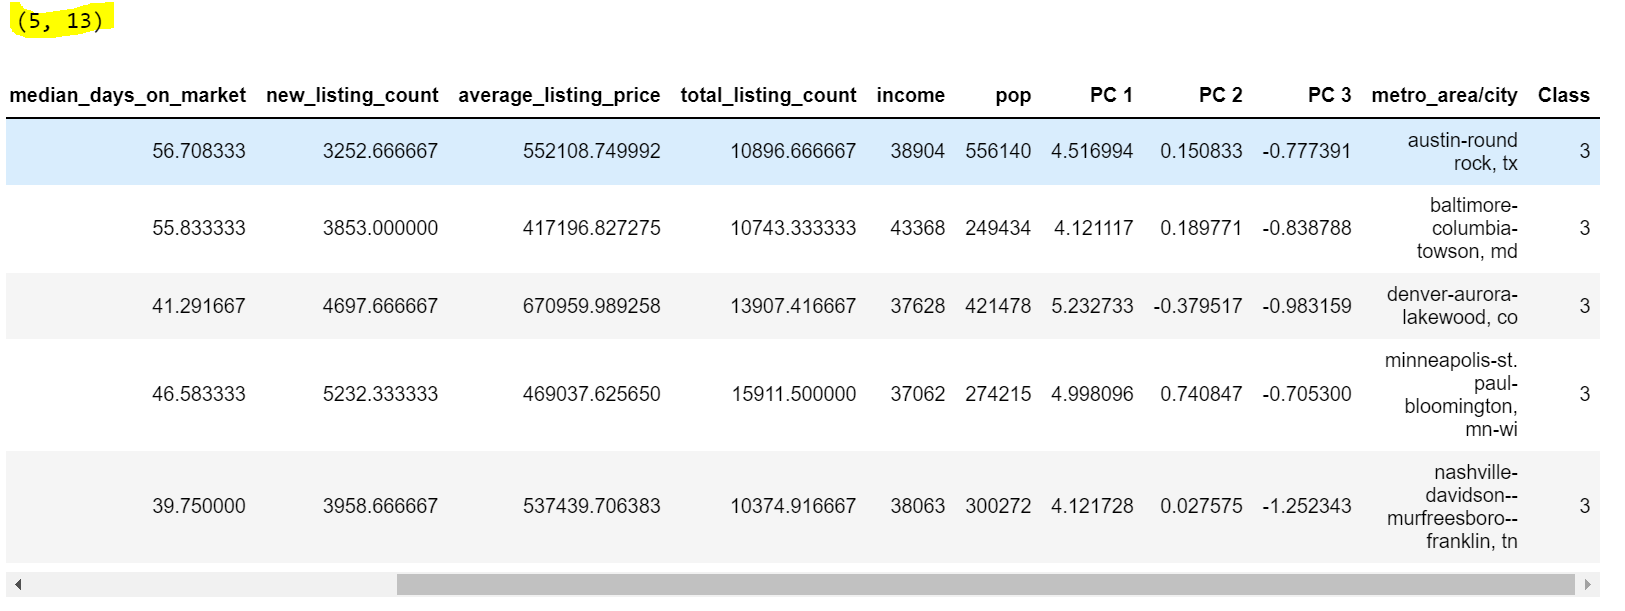 (5, 13)
median_days_on_market new_listing_count average_listing_price total_listing_count income pop PC 1 PC 2 PC 3 metro_area/city Class
56.708333 3252.666667 552108.749992 10896.666667 38904 556140 4.516994 0.150833 -0.777391 austin-round
rock, tx 3
55.833333 3853.000000 417196.827275 10743.333333 43368 249434 4.121117 0.189771 -0.838788 baltimore-
columbia-
towson, md 3
41.291667 4697.666667 670959.989258 13907.416667 37628 421478 5.232733 -0.379517 -0.983159 denver-aurora-
lakewood, co 3
46.583333 5232.333333 469037.625650 15911.500000 37062 274215 4.998096 0.740847 -0.705300 minneapolis-st.
paul-
bloomington,
mn-wi 3
39.750000 3958.666667 537439.706383 10374.916667 38063 300272 4.121728 0.027575 -1.252343 nashville-
davidson--
murfreesboro--
franklin, tn 3